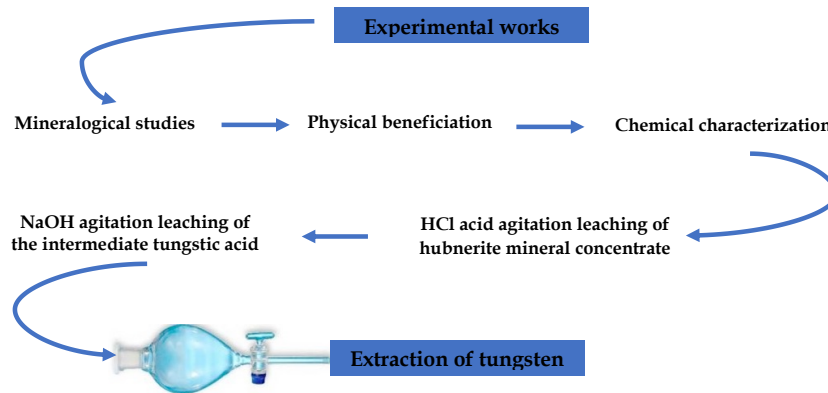 Experimental works
Mineralogical studies
Physical beneficiation
Chemical characterization
NaOH agitation leaching of
the intermediate tungstic acid
HCl acid agitation leaching of
hubnerite mineral concentrate
Extraction of tungsten